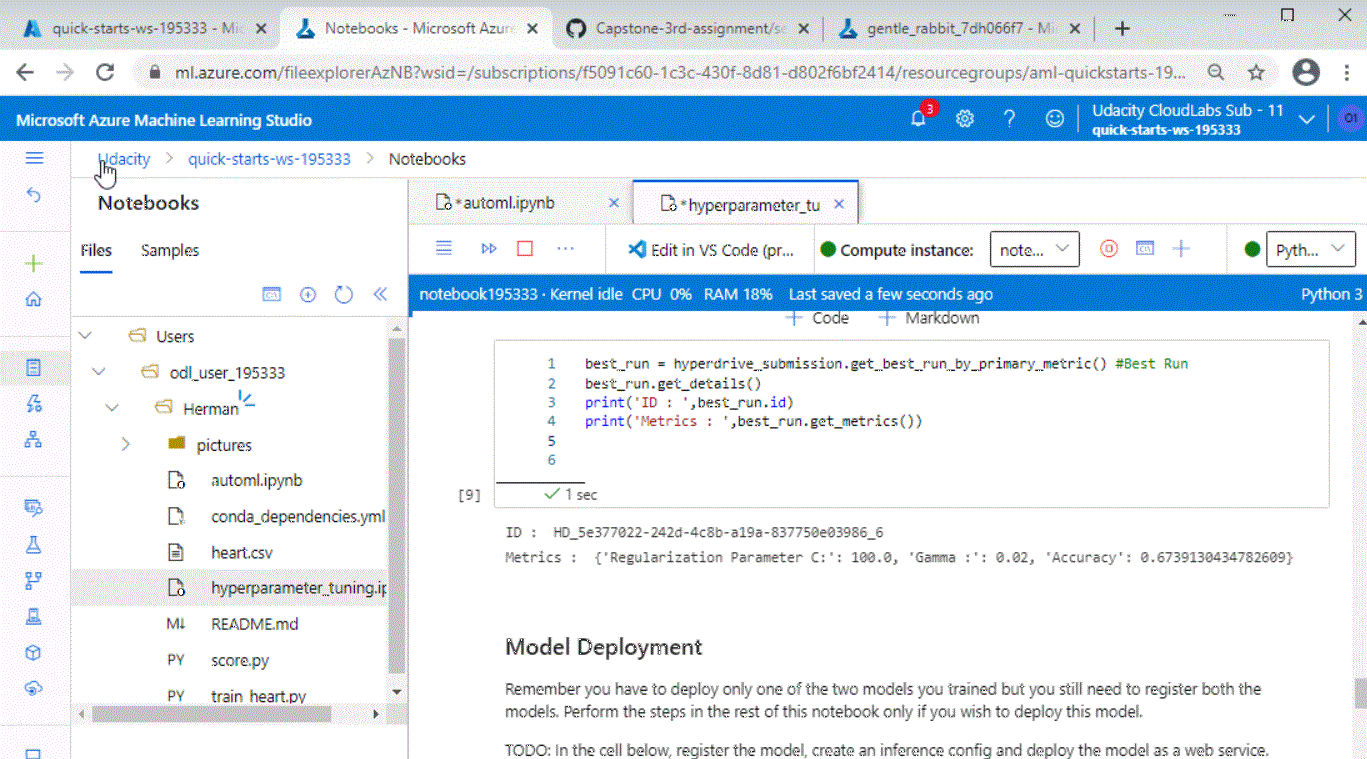 quick-starts-ws-195333 - Mic
Notebooks - Microsoft Azure
Capstone-3rd-assignment/sc
gentle_rabbit_7dh066f7 - Mi
ml.azure.com/fileexplorerAzNB?wsid=/subscriptions/f5091c60-1c3c-430f-8d81-d802f6bf2414/resourcegroups/aml-quickstarts-19...
Microsoft Azure Machine Learning Studio
3
Udacity CloudLabs Sub - 11
quick-starts-ws-195333
O1
Udacity > quick-starts-ws-195333 > Notebooks
Notebooks
Files Samples
Users
odl_user_195333
Herman
pictures
automl.ipynb
conda_dependencies.yml
heart.csv
hyperparameter_tuning.ip
README.md
PY score.py
PY train_heart.py
*automl.ipynb
*hyperparameter_tu
Edit in VS Code (pr...
Compute instance:
note...
Pyth...
notebook195333 · Kernel idle CPU 0% RAM 18% Last saved a few seconds ago
Python 3
+ Code + Markdown
1 best_run = hyperdrive_submission.get_best_run_by_primary_metric() #Best Run
2 best_run.get_details()
3 print('ID : ',best_run.id)
4 print('Metrics : ',best_run.get_metrics())
5
6
[9] 1 sec
ID : HD_5e377022-242d-4c8b-a19a-837750e03986_6
Metrics : {'Regularization Parameter C:': 100.0, 'Gamma :': 0.02, 'Accuracy': 0.6739130434782609}
Model Deployment
Remember you have to deploy only one of the two models you trained but you still need to register both the
models. Perform the steps in the rest of this notebook only if you wish to deploy this model.
TODO: In the cell below, register the model, create an inference config and deploy the model as a web service.